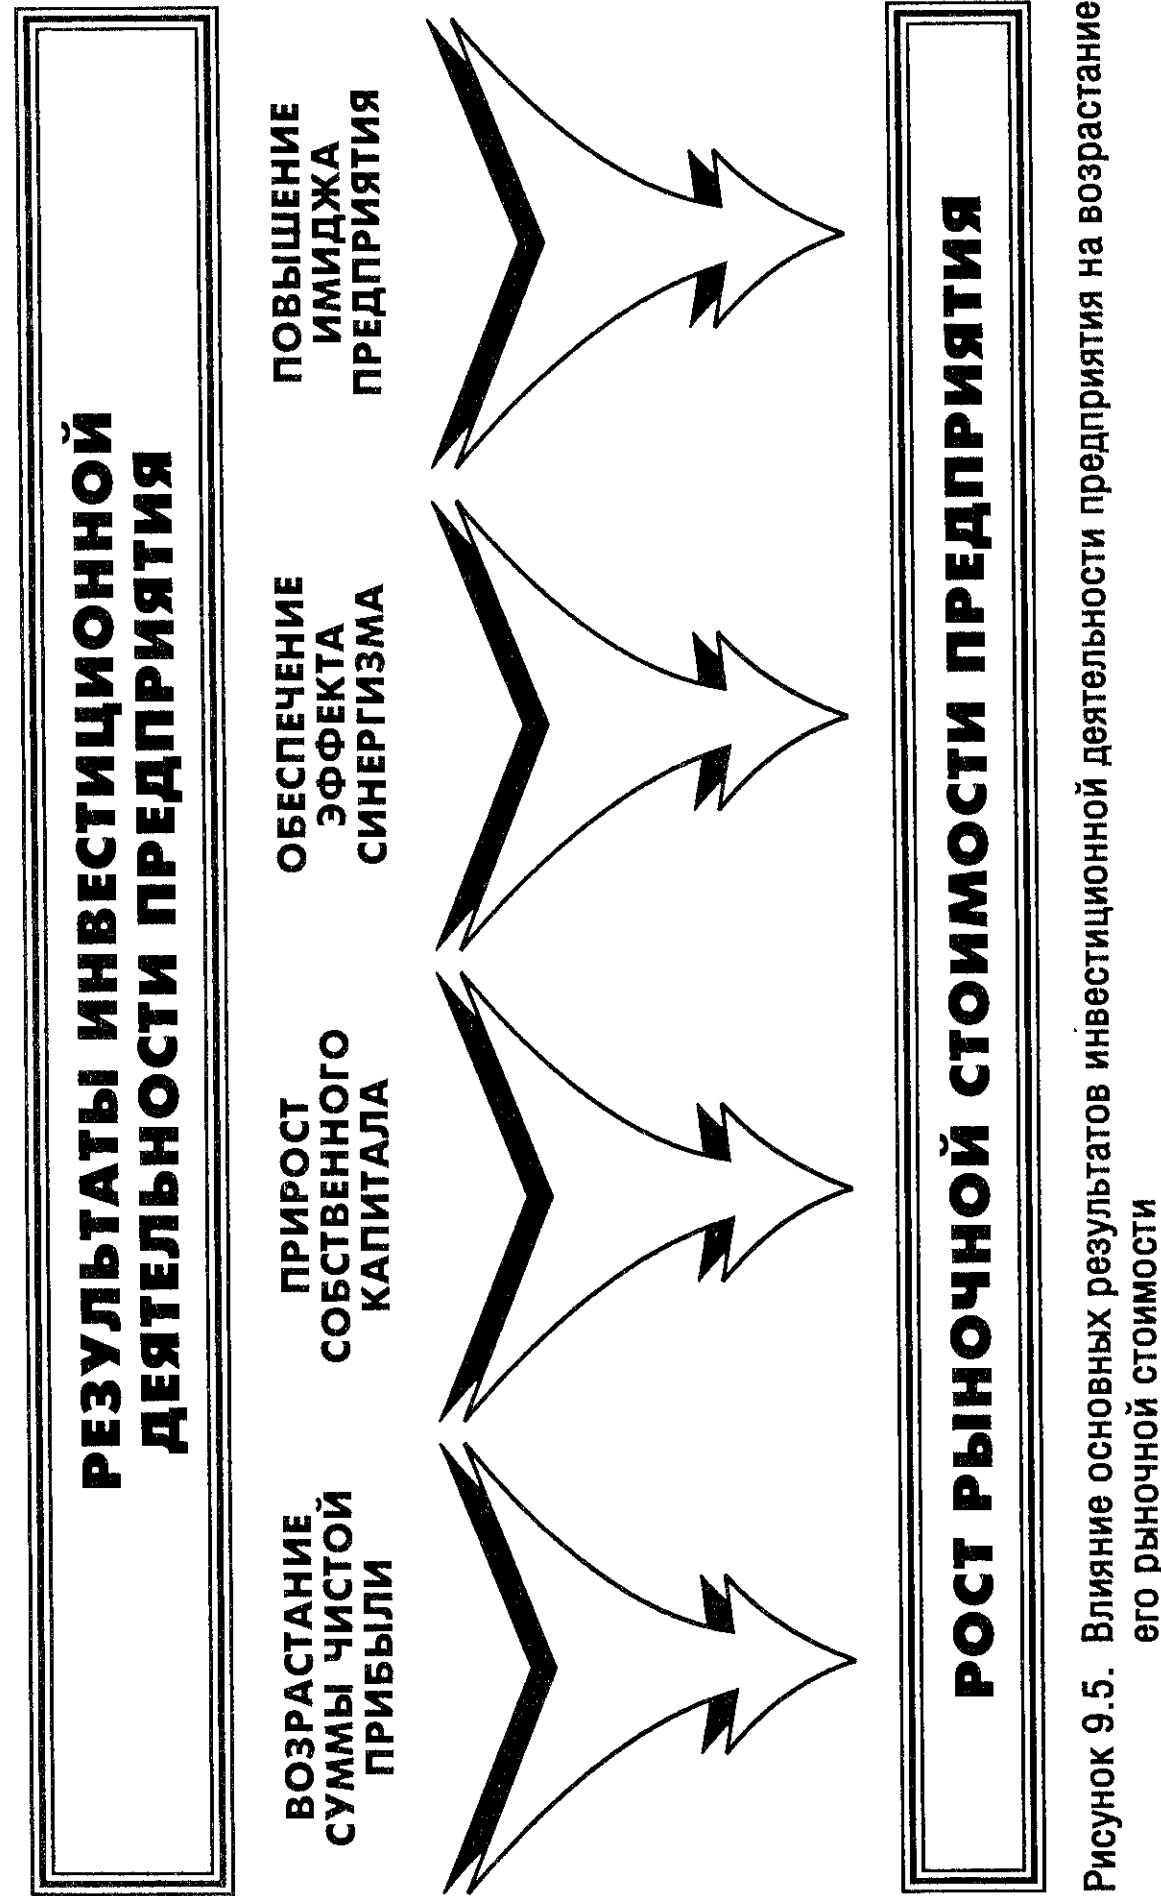 РЕЗУЛЬТАТЫ ИНВЕСТИЦИОННОЙ
ДЕЯТЕЛЬНОСТИ ПРЕДПРИЯТИЯ
ВОЗРАСТАНИЕ
СУММЫ ЧИСТОЙ
ПРИБЫЛИ
ПРИРОСТ
СОБСТВЕННОГО
КАПИТАЛА
ОБЕСПЕЧЕНИЕ
ЭФФЕКТА
СИНЕРГИЗМА
ПОВЫШЕНИЕ
ИМИДЖА
ПРЕДПРИЯТИЯ
РОСТ РЫНОЧНОЙ СТОИМОСТИ ПРЕДПРИЯТИЯ
Рисунок 9.5. Влияние основных результатов инвестиционной деятельности предприятия на возрастание
его рыночной стоимости